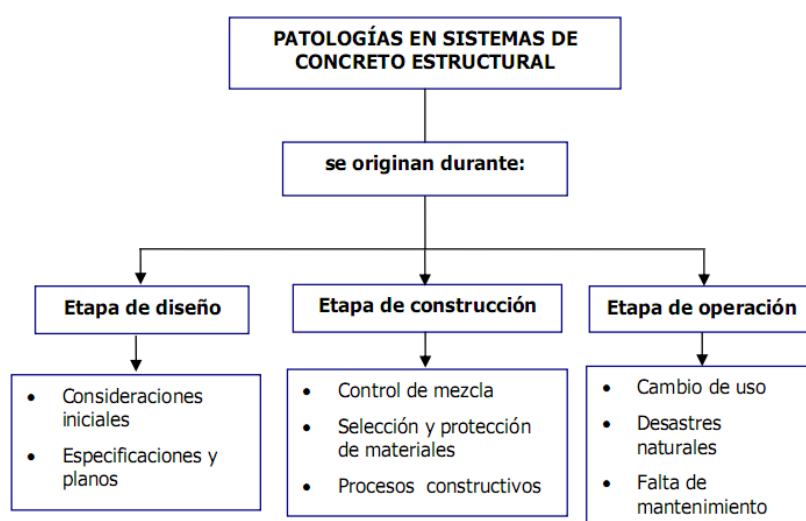 PATOLOGÍAS EN SISTEMAS DE
CONCRETO ESTRUCTURAL
se originan durante:
Etapa de diseño
Etapa de construcción
Etapa de operación
• Consideraciones
iniciales
• Especificaciones y
planos
• Control de mezcla
• Selección y protección
de materiales
• Procesos constructivos
• Cambio de uso
• Desastres
naturales
• Falta de
mantenimiento